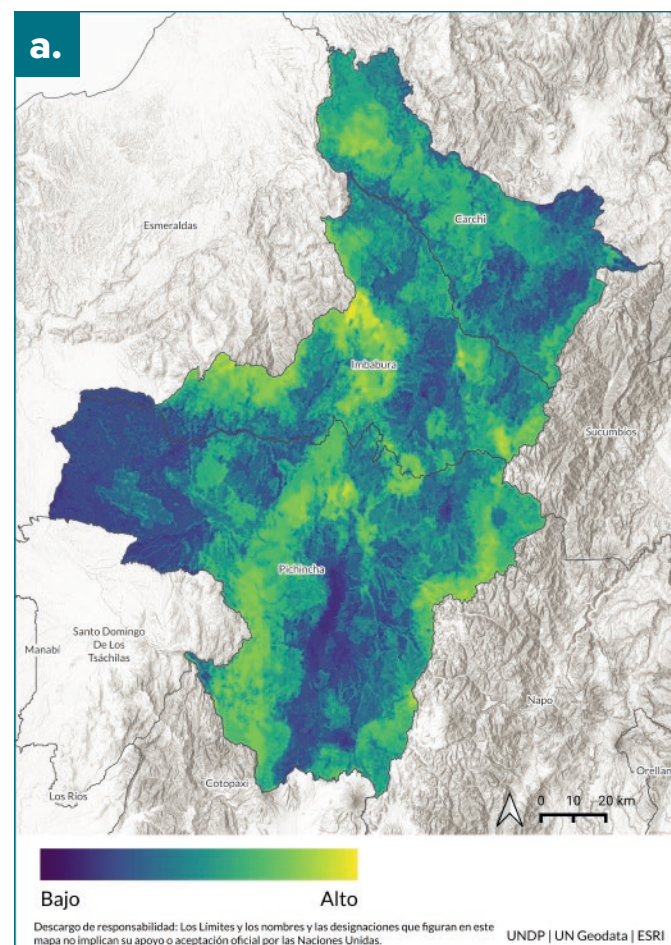 a.
Esmeraldas
Carchi
Imbabura
Sucumbios
Pichincha
Santo Domingo
De Los
Tsáchilas
Manabí
Napo
Orellan
Cotopaxi
Los Ríos
0 10 20 km
Bajo Alto
Descargo de responsabilidad: Los Límites y los nombres y las designaciones que figuran en este
mapa no implican su apoyo o aceptación oficial por las Naciones Unidas.
UNDP | UN Geodata | ESRI